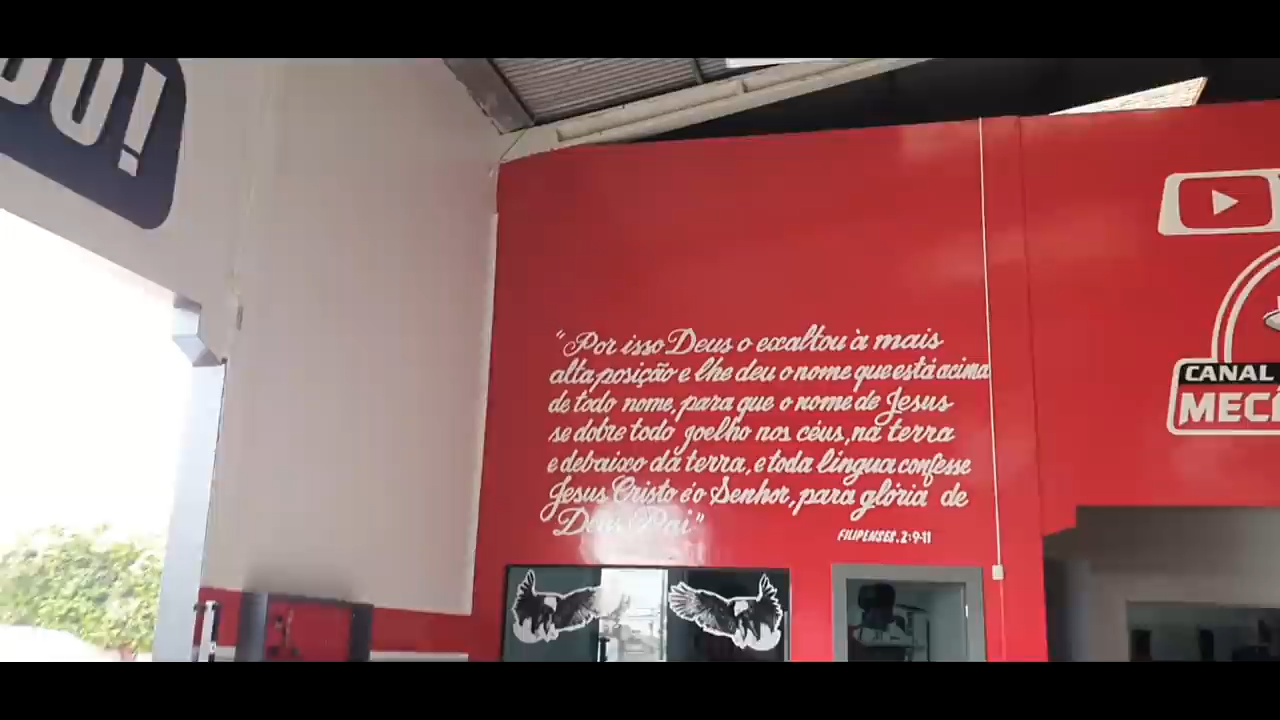 DO!
"Por isso Deus o exaltou à mais
alta posição e lhe deu o nome que está acima
de todo nome, para que o nome de Jesus
se dobre todo joelho nos céus, na terra
e debaixo da terra, e toda língua confesse
Jesus Cristo é o Senhor, para glória de
Deus Pai"
FILIPENSES. 2:9-11
CANAL
MECÂ